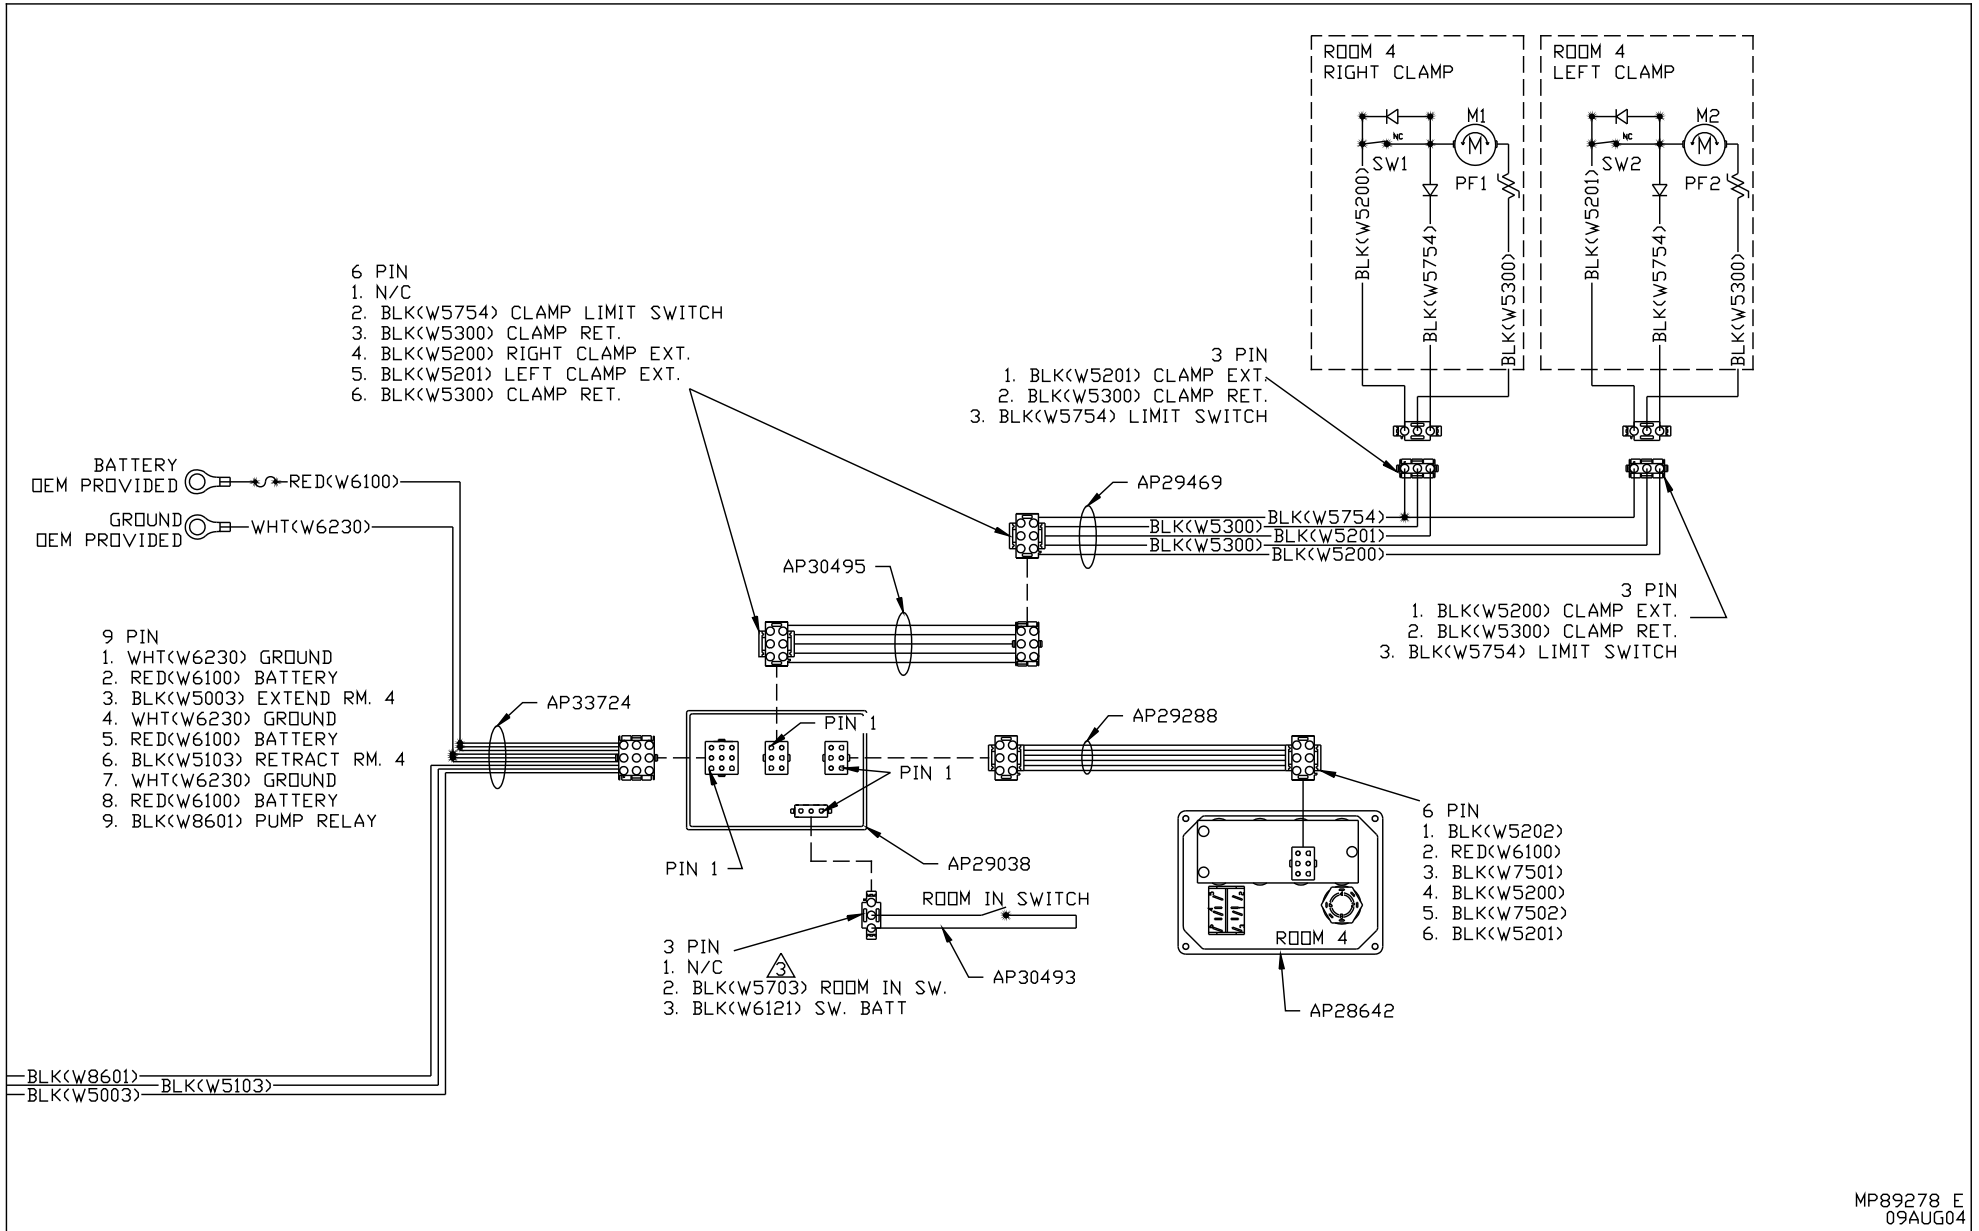 ROOM 4
RIGHT CLAMP
ROOM 4
LEFT CLAMP
M1
NC
SW1
PF1
BLK(W5200)
BLK(W5754)
BLK(W5300)
M
M2
NC
SW2
PF2
BLK(W5201)
BLK(W5754)
BLK(W5300)
M
6 PIN
1. N/C
2. BLK(W5754) CLAMP LIMIT SWITCH
3. BLK(W5300) CLAMP RET.
4. BLK(W5200) RIGHT CLAMP EXT.
5. BLK(W5201) LEFT CLAMP EXT.
6. BLK(W5300) CLAMP RET.
3 PIN
1. BLK(W5201) CLAMP EXT.
2. BLK(W5300) CLAMP RET.
3. BLK(W5754) LIMIT SWITCH
BATTERY
OEM PROVIDED
RED(W6100)
GROUND
OEM PROVIDED
WHT(W6230)
AP29469
BLK(W5754)
BLK(W5300)
BLK(W5201)
BLK(W5300)
BLK(W5200)
AP30495
3 PIN
1. BLK(W5200) CLAMP EXT.
2. BLK(W5300) CLAMP RET.
3. BLK(W5754) LIMIT SWITCH
9 PIN
1. WHT(W6230) GROUND
2. RED(W6100) BATTERY
3. BLK(W5003) EXTEND RM. 4
4. WHT(W6230) GROUND
5. RED(W6100) BATTERY
6. BLK(W5103) RETRACT RM. 4
7. WHT(W6230) GROUND
8. RED(W6100) BATTERY
9. BLK(W8601) PUMP RELAY
AP33724
PIN 1
PIN 1
AP29288
PIN 1
AP29038
6 PIN
1. BLK(W5202)
2. RED(W6100)
3. BLK(W7501)
4. BLK(W5200)
5. BLK(W7502)
6. BLK(W5201)
ROOM IN SWITCH
ROOM 4
3 PIN
1. N/C
3
2. BLK(W5703) ROOM IN SW.
3. BLK(W6121) SW. BATT
AP30493
AP28642
BLK(W8601)
BLK(W5103)
BLK(W5003)
MP89278 E
09AUG04